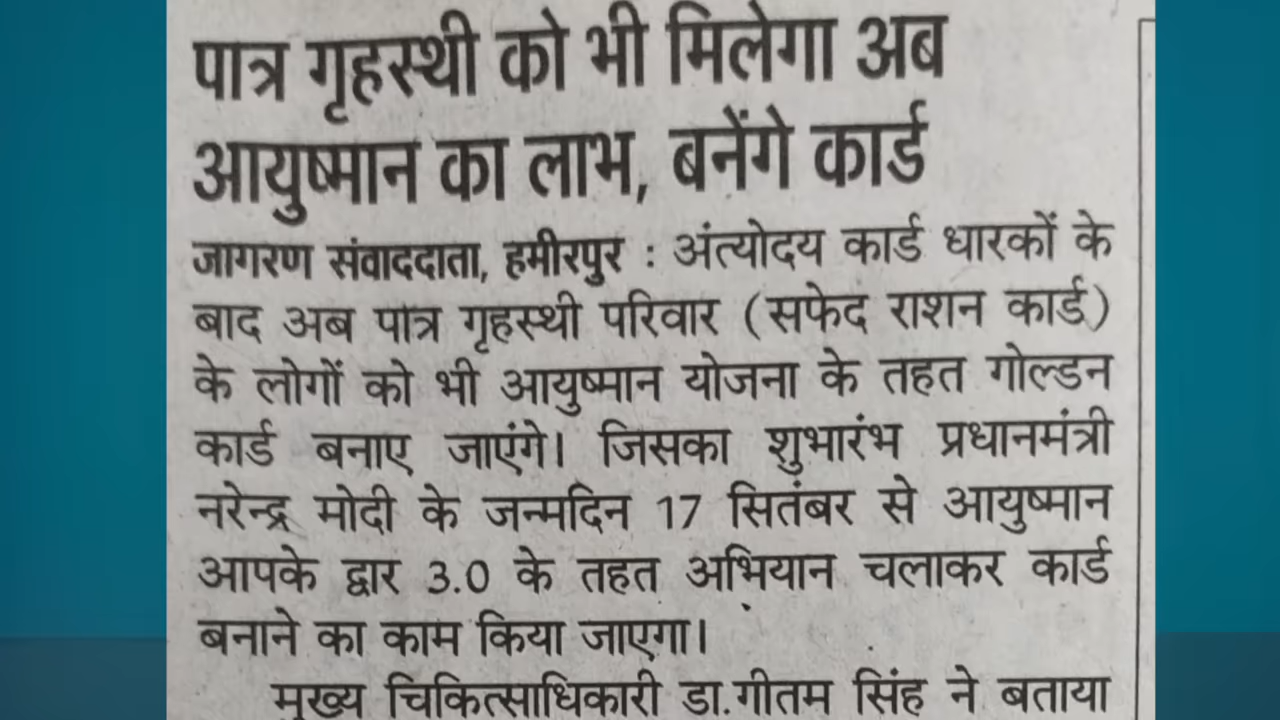 पात्र गृहस्थी को भी मिलेगा अब
आयुष्मान का लाभ, बनेंगे कार्ड
जागरण संवाददाता, हमीरपुर : अंत्योदय कार्ड धारकों के
बाद अब पात्र गृहस्थी परिवार (सफेद राशन कार्ड)
के लोगों को भी आयुष्मान योजना के तहत गोल्डन
कार्ड बनाए जाएंगे। जिसका शुभारंभ प्रधानमंत्री
नरेन्द्र मोदी के जन्मदिन 17 सितंबर से आयुष्मान
आपके द्वार 3.0 के तहत अभियान चलाकर कार्ड
बनाने का काम किया जाएगा।
मुख्य चिकित्साधिकारी डा.गीतम सिंह ने बताया